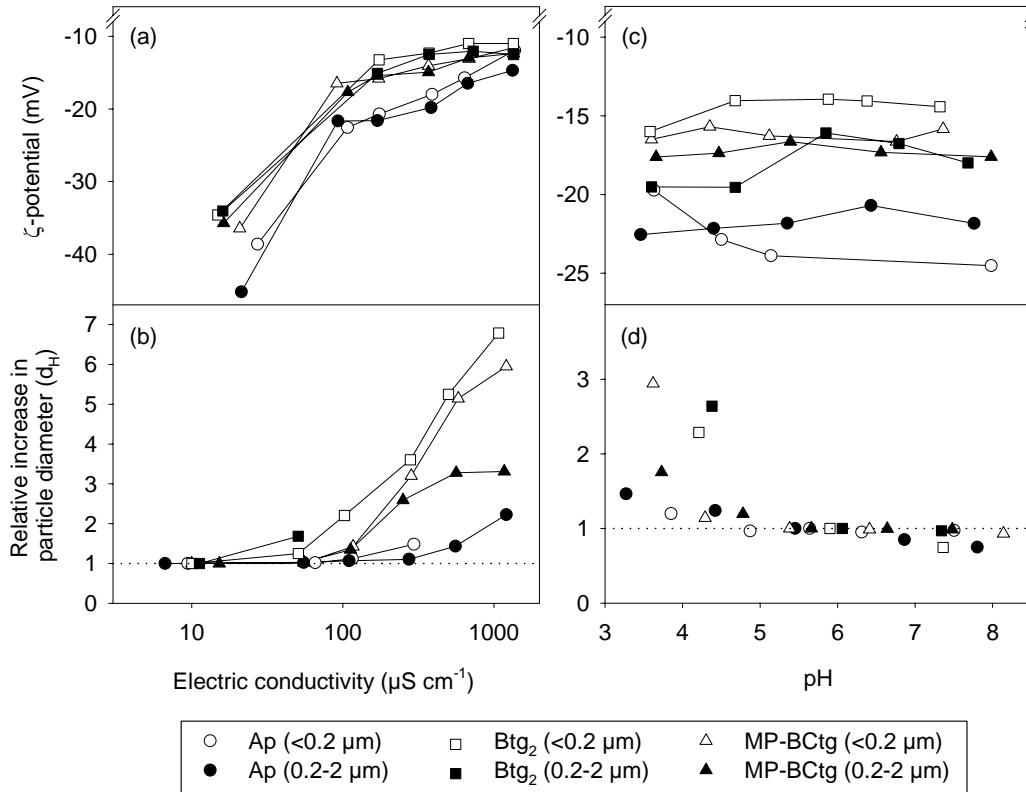 (a)
-10
-20
-30
-40
ζ-potential (mV)
(c)
-10
-15
-20
-25
(b)
7
6
5
4
3
2
1
0
Relative increase in
particle diameter (d_H)
10
100
1000
Electric conductivity (µS cm⁻¹)
(d)
3
2
1
0
3
4
5
6
7
8
pH
Ap (<0.2 µm)
Btg₂ (<0.2 µm)
MP-BCtg (<0.2 µm)
Ap (0.2-2 µm)
Btg₂ (0.2-2 µm)
MP-BCtg (0.2-2 µm)